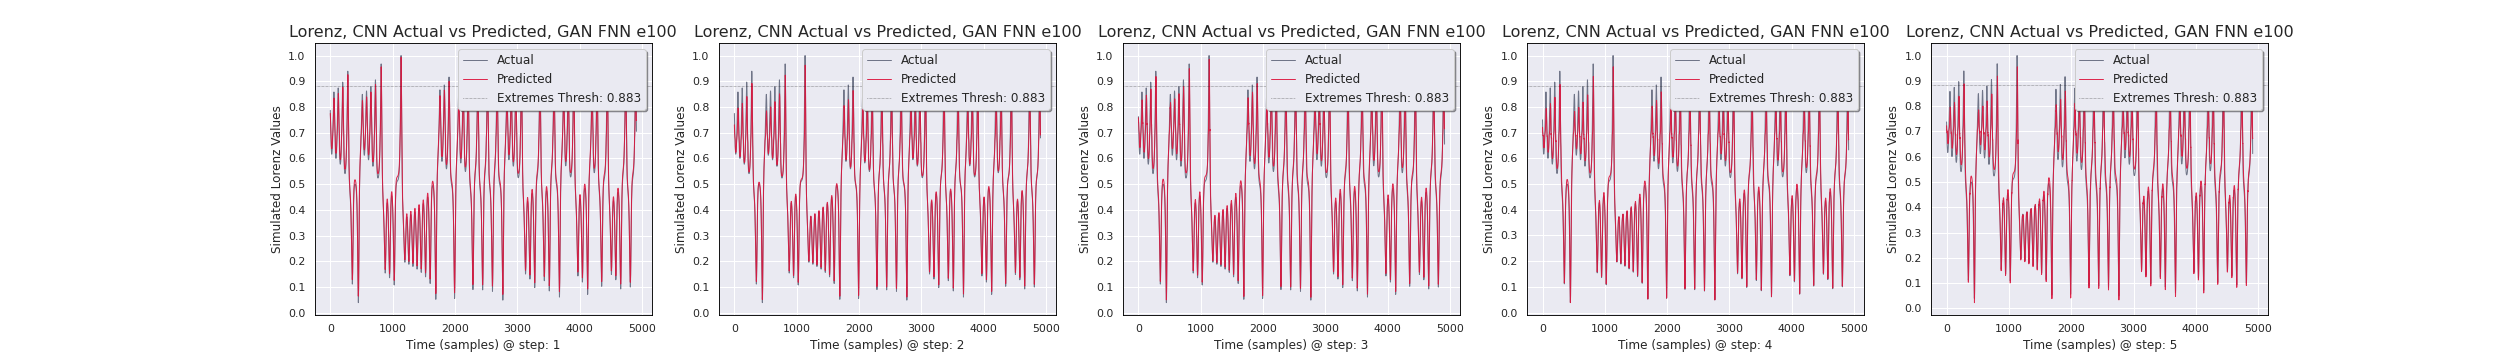 Lorenz, CNN Actual vs Predicted, GAN FNN e100
Simulated Lorenz Values
1.0
0.9
0.8
0.7
0.6
0.5
0.4
0.3
0.2
0.1
0.0
Actual
Predicted
Extremes Thresh: 0.883
0 1000 2000 3000 4000 5000
Time (samples) @ step: 1
Lorenz, CNN Actual vs Predicted, GAN FNN e100
Simulated Lorenz Values
1.0
0.9
0.8
0.7
0.6
0.5
0.4
0.3
0.2
0.1
0.0
Actual
Predicted
Extremes Thresh: 0.883
0 1000 2000 3000 4000 5000
Time (samples) @ step: 2
Lorenz, CNN Actual vs Predicted, GAN FNN e100
Simulated Lorenz Values
1.0
0.9
0.8
0.7
0.6
0.5
0.4
0.3
0.2
0.1
0.0
Actual
Predicted
Extremes Thresh: 0.883
0 1000 2000 3000 4000 5000
Time (samples) @ step: 3
Lorenz, CNN Actual vs Predicted, GAN FNN e100
Simulated Lorenz Values
1.0
0.9
0.8
0.7
0.6
0.5
0.4
0.3
0.2
0.1
0.0
Actual
Predicted
Extremes Thresh: 0.883
0 1000 2000 3000 4000 5000
Time (samples) @ step: 4
Lorenz, CNN Actual vs Predicted, GAN FNN e100
Simulated Lorenz Values
1.0
0.9
0.8
0.7
0.6
0.5
0.4
0.3
0.2
0.1
0.0
Actual
Predicted
Extremes Thresh: 0.883
0 1000 2000 3000 4000 5000
Time (samples) @ step: 5